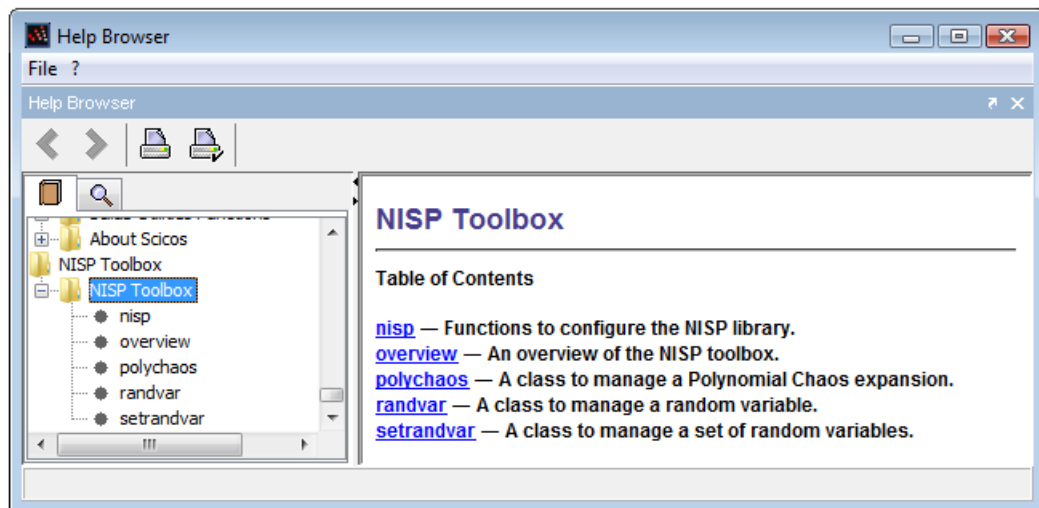 Help Browser
File ?
Help Browser
About Scicos
NISP Toolbox
NISP Toolbox
nisp
overview
polychaos
randvar
setrandvar
NISP Toolbox
Table of Contents
nisp — Functions to configure the NISP library.
overview — An overview of the NISP toolbox.
polychaos — A class to manage a Polynomial Chaos expansion.
randvar — A class to manage a random variable.
setrandvar — A class to manage a set of random variables.